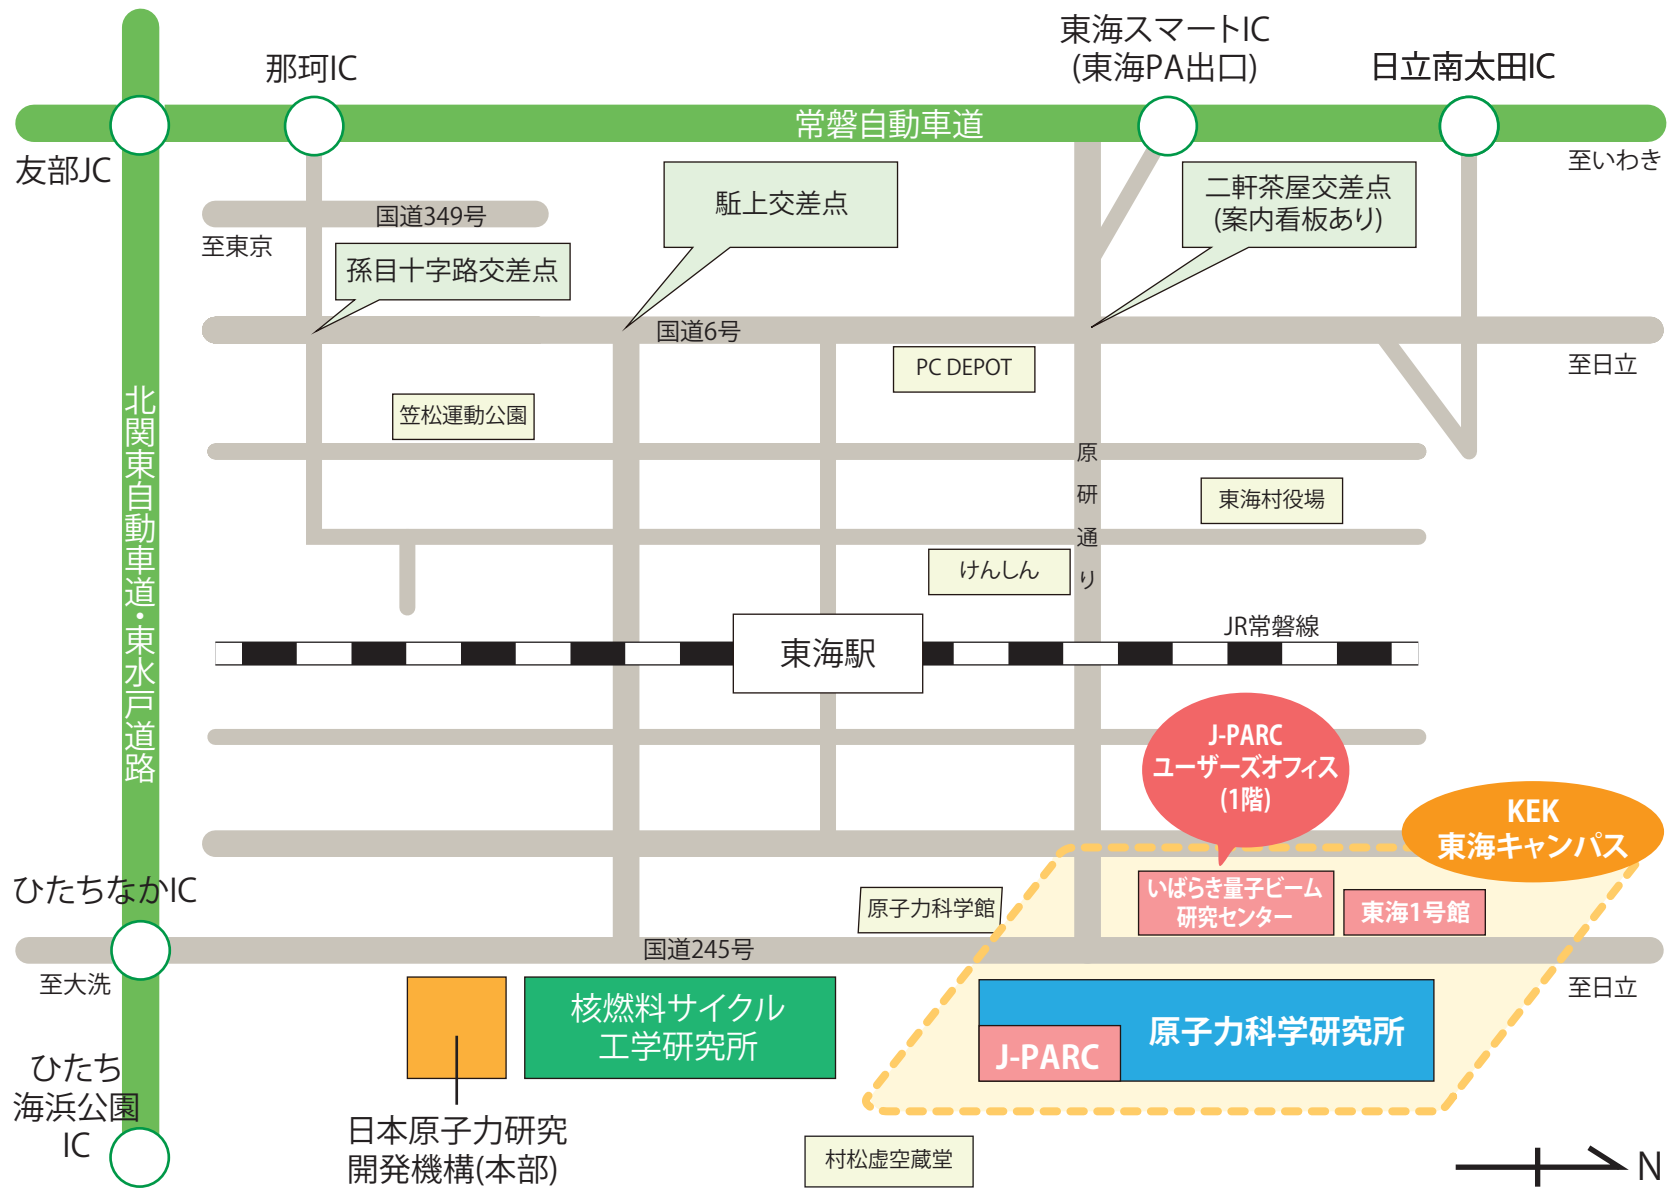 東海スマートIC
(東海PA出口)
那珂IC
日立南太田IC
常磐自動車道
友部JC
至いわき
国道349号
至東京
孫目十字路交差点
駈上交差点
二軒茶屋交差点
(案内看板あり)
国道6号
至日立
PC DEPOT
笠松運動公園
北関東自動車道・東水戸道路
原研通り
東海村役場
けんしん
JR常磐線
東海駅
J-PARC
ユーザーズオフィス
(1階)
KEK
東海キャンパス
ひたちなかIC
原子力科学館
いばらき量子ビーム
研究センター
東海1号館
国道245号
至大洗
至日立
核燃料サイクル
工学研究所
原子力科学研究所
J-PARC
ひたち
海浜公園
IC
日本原子力研究
開発機構(本部)
村松虚空蔵堂
N